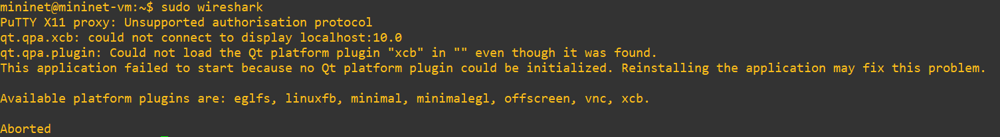 mininet@mininet-vm:~$ sudo wireshark
PuTTY X11 proxy: Unsupported authorisation protocol
qt.qpa.xcb: could not connect to display localhost:10.0
qt.qpa.plugin: Could not load the Qt platform plugin "xcb" in "" even though it was found.
This application failed to start because no Qt platform plugin could be initialized. Reinstalling the application may fix this problem.
Available platform plugins are: eglfs, linuxfb, minimal, minimalegl, offscreen, vnc, xcb.
Aborted